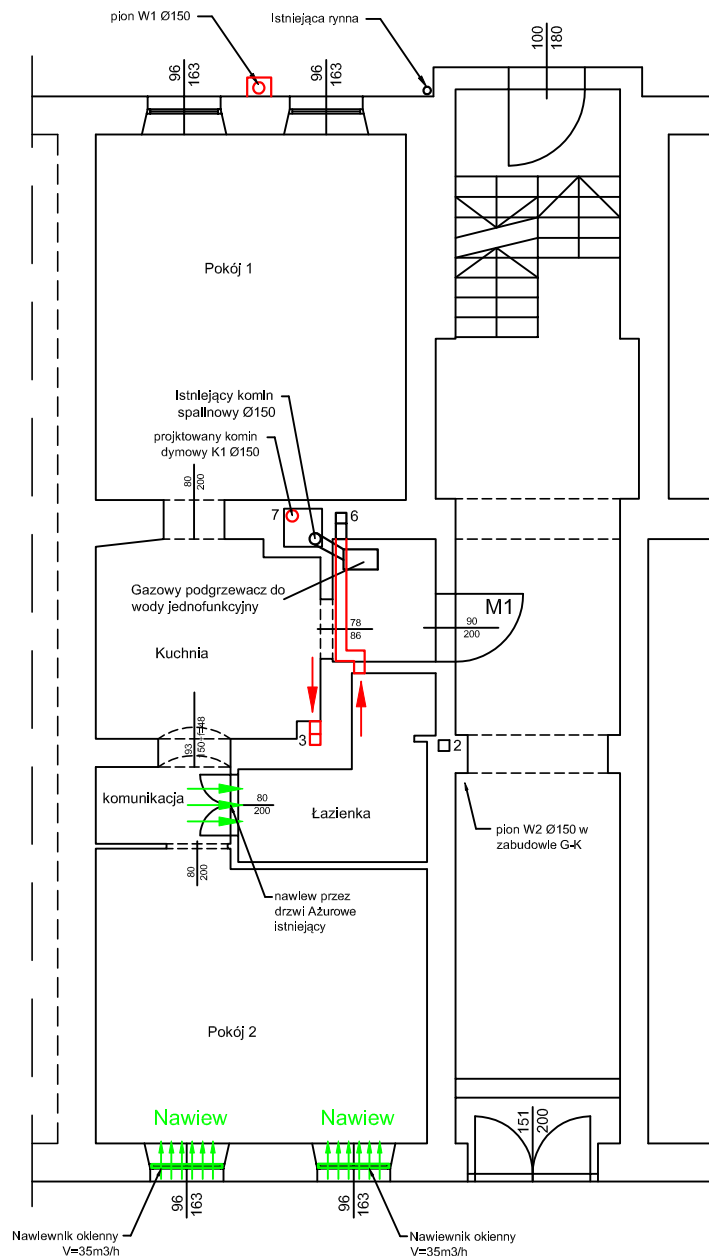 pion W1 Ø150
Istniejąca rynna
96
163
96
163
100
180
Pokój 1
Istniejący komin
spalinowy Ø150
projktowany komin
dymowy K1 Ø150
80
200
7
6
Gazowy podgrzewacz do
wody jednofunkcyjny
M1
78
86
90
200
Kuchnia
3
2
93
150-f=48
komunikacja
80
200
Łazienka
pion W2 Ø150 w
zabudowie G-K
80
200
nawiew przez
drzwi Ażurowe
istniejący
Pokój 2
Nawiew
Nawiew
151
200
96
163
96
163
Nawiewnik okienny
V=35m3/h
Nawiewnik okienny
V=35m3/h